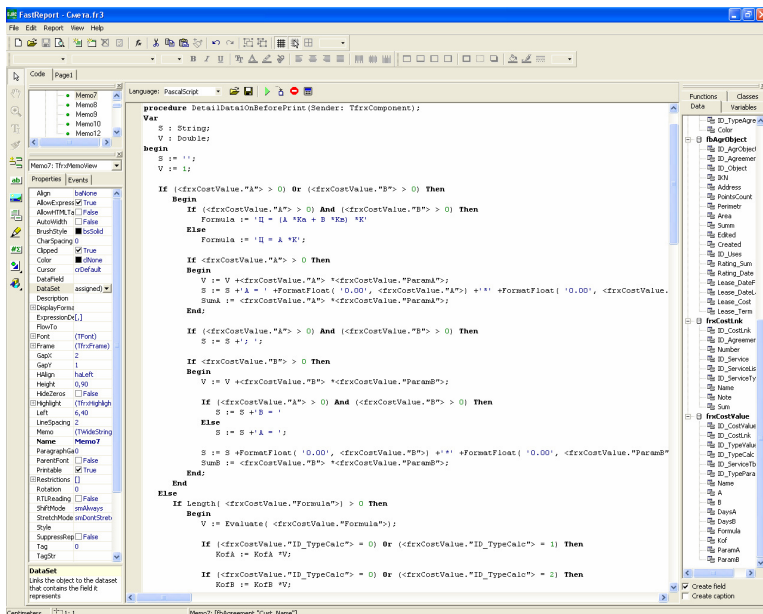 FastReport - Смета.fr3
File Edit Report View Help
Code Page1
Memo7
Memo8
Memo9
Memo10
Memo12
Memo7: TfrxMemoView
Properties Events
Align baNone
AllowExpress True
AllowHTMLTa False
AutoWidth False
BrushStyle bsSolid
CharSpacing 0
Clipped True
Color clNone
Cursor crDefault
DataField
DataSet assigned)
Description
DisplayForma
ExpressionDe [,]
FlowTo
Font (TFont)
Frame (TfrxFrame)
GapX 2
GapY 1
HAlign haLeft
Height 0,90
HideZeros False
Highlight (TfrxHighligh
Left 6,40
LineSpacing 2
Memo (TWideString
Name Memo7
ParagraphGa 0
ParentFont False
Printable True
Restrictions []
Rotation 0
RTLReading False
ShiftMode smAlways
StretchMode smDontStretc
Style
SuppressRep False
Tag 0
TagStr
DataSet
Links the object to the dataset
that contains the field it
represents
Language: PascalScript
procedure DetailData1OnBeforePrint(Sender: TfrxComponent);
Var
S : String;
V : Double;
begin
S := '';
V := 1;
If (<frxCostValue."A"> > 0) Or (<frxCostValue."B"> > 0) Then
Begin
If (<frxCostValue."A"> > 0) And (<frxCostValue."B"> > 0) Then
Formula := 'Ц = (A *Ka + B *Kв) *K'
Else
Formula := 'Ц = A *K';
If <frxCostValue."A"> > 0 Then
Begin
V := V +<frxCostValue."A"> *<frxCostValue."ParamA">;
S := S +'A = ' +FormatFloat( '0.00', <frxCostValue."A">) +'*' +FormatFloat( '0.00', <frxCostValue.
SumA := <frxCostValue."A"> *<frxCostValue."ParamA">;
End;
If (<frxCostValue."A"> > 0) And (<frxCostValue."B"> > 0) Then
S := S +'; ';
If <frxCostValue."B"> > 0 Then
Begin
V := V +<frxCostValue."B"> *<frxCostValue."ParamB">;
If (<frxCostValue."A"> > 0) And (<frxCostValue."B"> > 0) Then
S := S +'B = '
Else
S := S +'A = ';
S := S +FormatFloat( '0.00', <frxCostValue."B">) +'*' +FormatFloat( '0.00', <frxCostValue."ParamB"
SumB := <frxCostValue."B"> *<frxCostValue."ParamB">;
End;
End
Else
If Length( <frxCostValue."Formula">) > 0 Then
Begin
V := Evaluate( <frxCostValue."Formula">);
If (<frxCostValue."ID_TypeCalc"> = 0) Or (<frxCostValue."ID_TypeCalc"> = 1) Then
KofA := KofA *V;
If (<frxCostValue."ID_TypeCalc"> = 0) Or (<frxCostValue."ID_TypeCalc"> = 2) Then
KofB := KofB *V;
Functions Classes
Data Variables
ID_TypeAgre
Color
fbAgrObject
ID_AgrObject
ID_Agreemer
ID_Object
IKN
Address
PointsCount
Perimetr
Area
Summ
Edited
Created
ID_Uses
Rating_Sum
Rating_Date
Lease_DateF
Lease_DateL
Lease_Cost
Lease_Term
frxCostLnk
ID_CostLnk
ID_Agreemer
Number
ID_Service
ID_ServiceLis
ID_ServiceTy
Name
Note
Sum
frxCostValue
ID_CostValue
ID_CostLnk
ID_TypeValue
ID_TypeCalc
ID_ServiceTb
ID_TypePara
Name
A
B
DaysA
DaysB
Formula
Kof
ParamA
ParamB
Create field
Create caption
Centimeters 1: 1 Memo7: [fbAgreement."Cust_Name"]